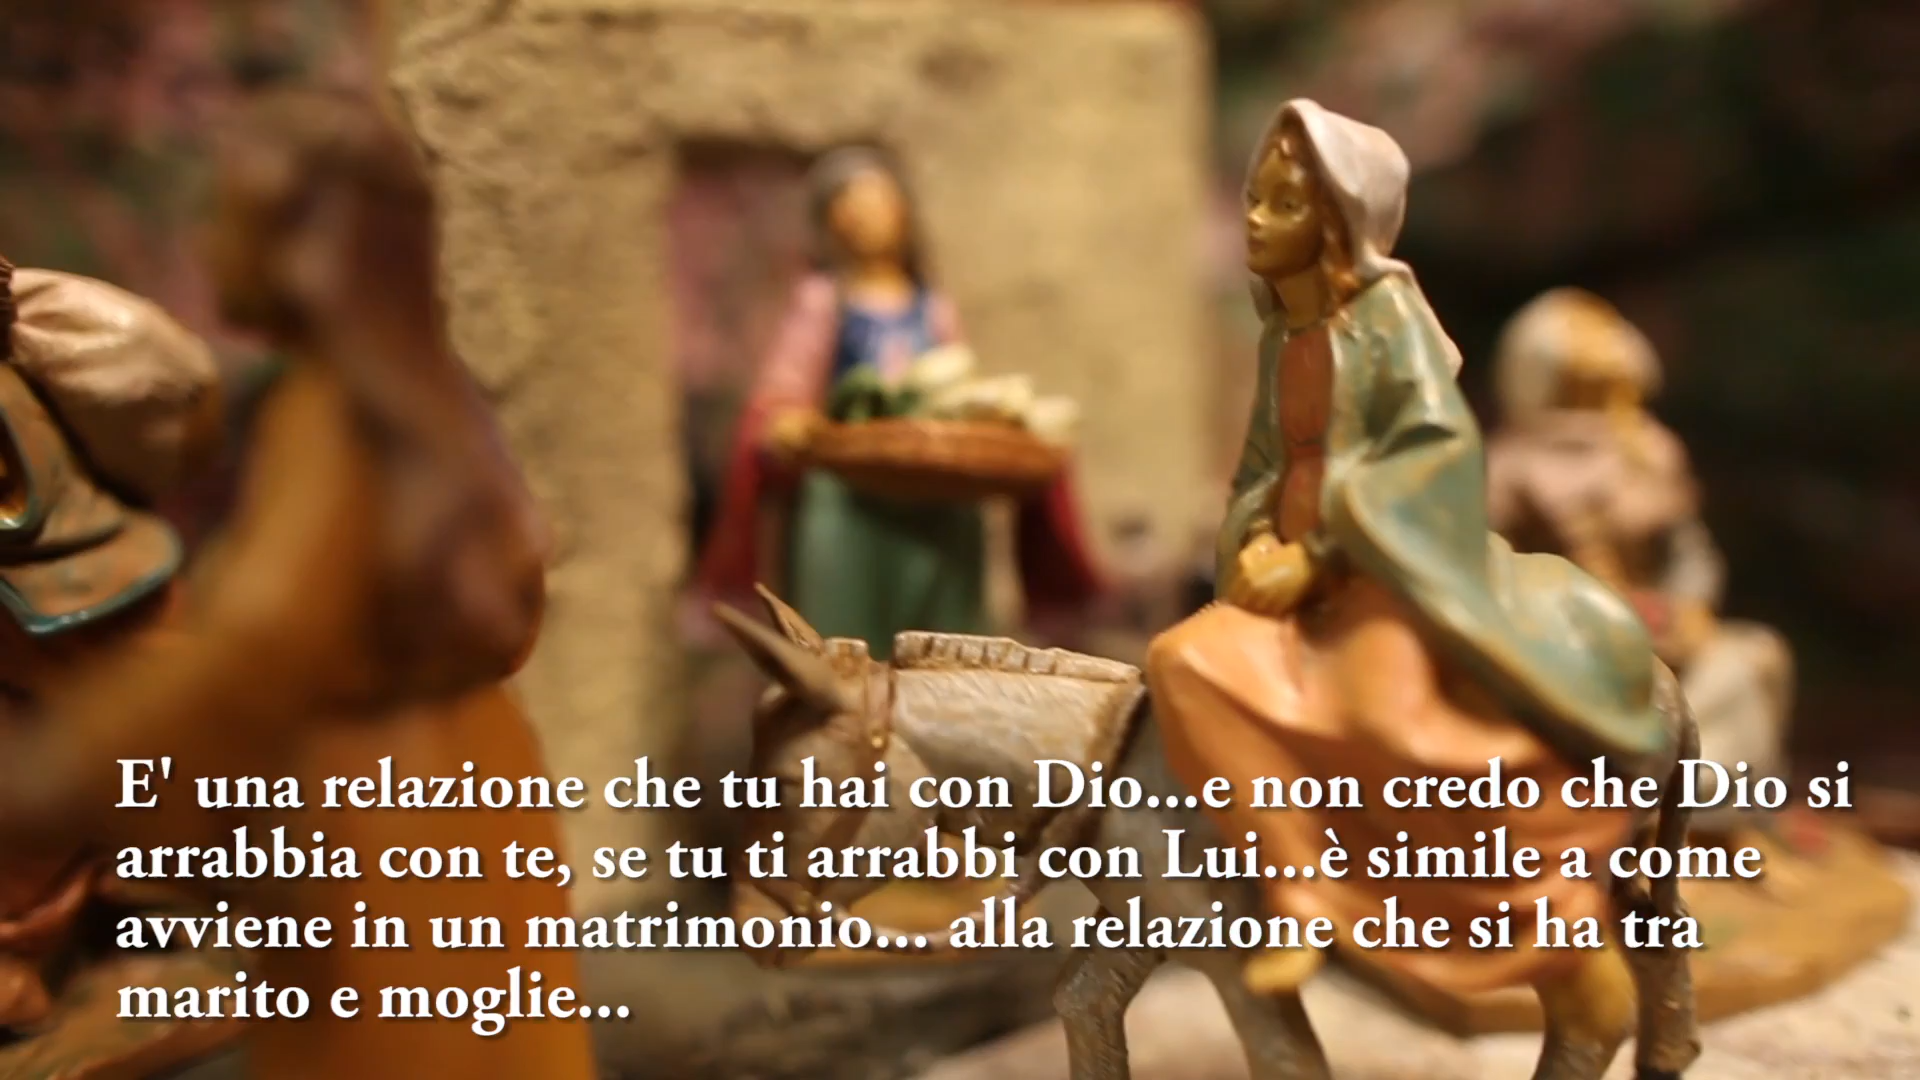 E' una relazione che tu hai con Dio...e non credo che Dio si
arrabbia con te, se tu ti arrabbi con Lui...è simile a come
avviene in un matrimonio... alla relazione che si ha tra
marito e moglie...